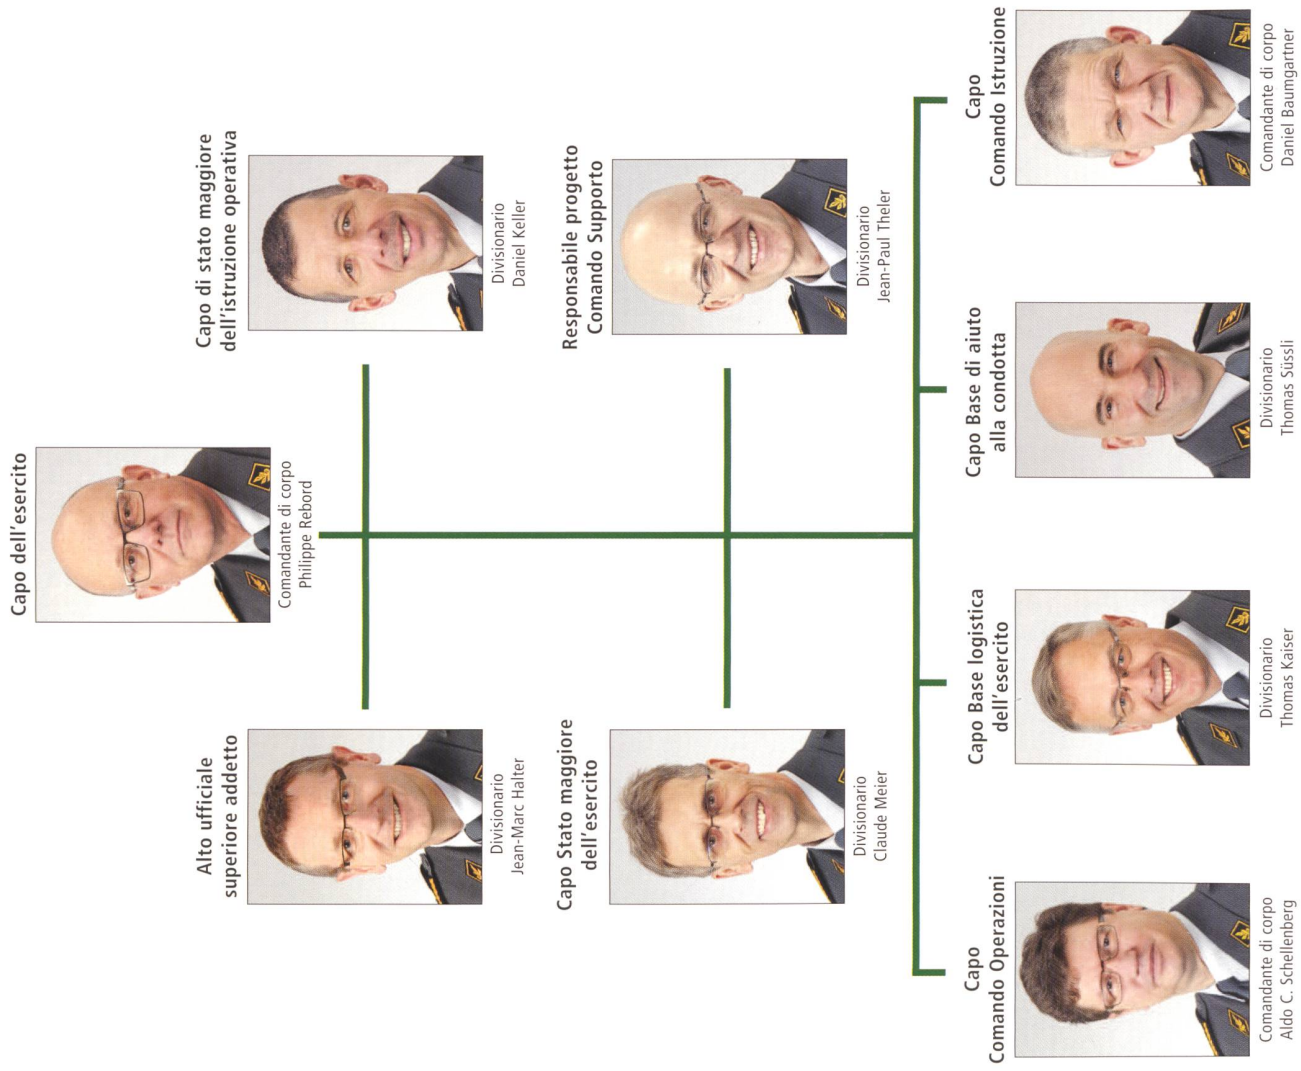 Capo dell'esercito
Comandante di corpo
Philippe Rebord
Alto ufficiale
superiore addetto
Divisionario
Jean-Marc Halter
Capo di stato maggiore
dell'istruzione operativa
Divisionario
Daniel Keller
Capo Stato maggiore
dell'esercito
Divisionario
Claude Meier
Responsabile progetto
Comando Supporto
Divisionario
Jean-Paul Theler
Capo
Comando Operazioni
Comandante di corpo
Aldo C. Schellenberg
Capo Base logistica
dell'esercito
Divisionario
Thomas Kaiser
Capo Base di aiuto
alla condotta
Divisionario
Thomas Süssli
Capo
Comando Istruzione
Comandante di corpo
Daniel Baumgartner